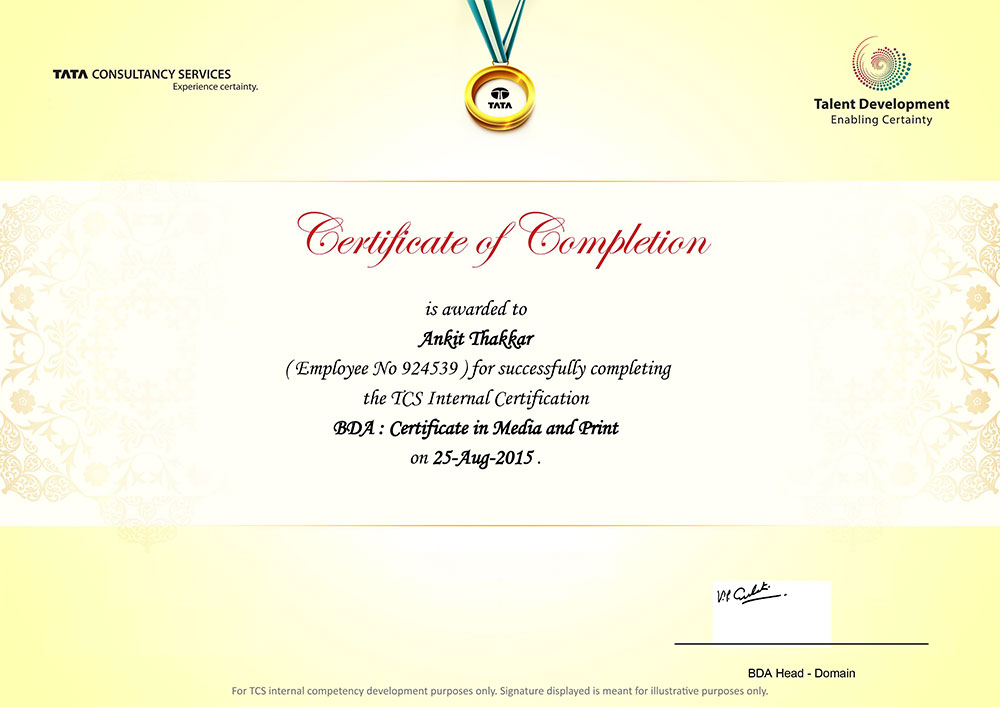 TATA CONSULTANCY SERVICES
Experience certainty.
TATA
Talent Development
Enabling Certainty
Certificate of Completion
is awarded to
Ankit Thakkar
( Employee No 924539 ) for successfully completing
the TCS Internal Certification
BDA : Certificate in Media and Print
on 25-Aug-2015 .
BDA Head - Domain
For TCS internal competency development purposes only. Signature displayed is meant for illustrative purposes only.